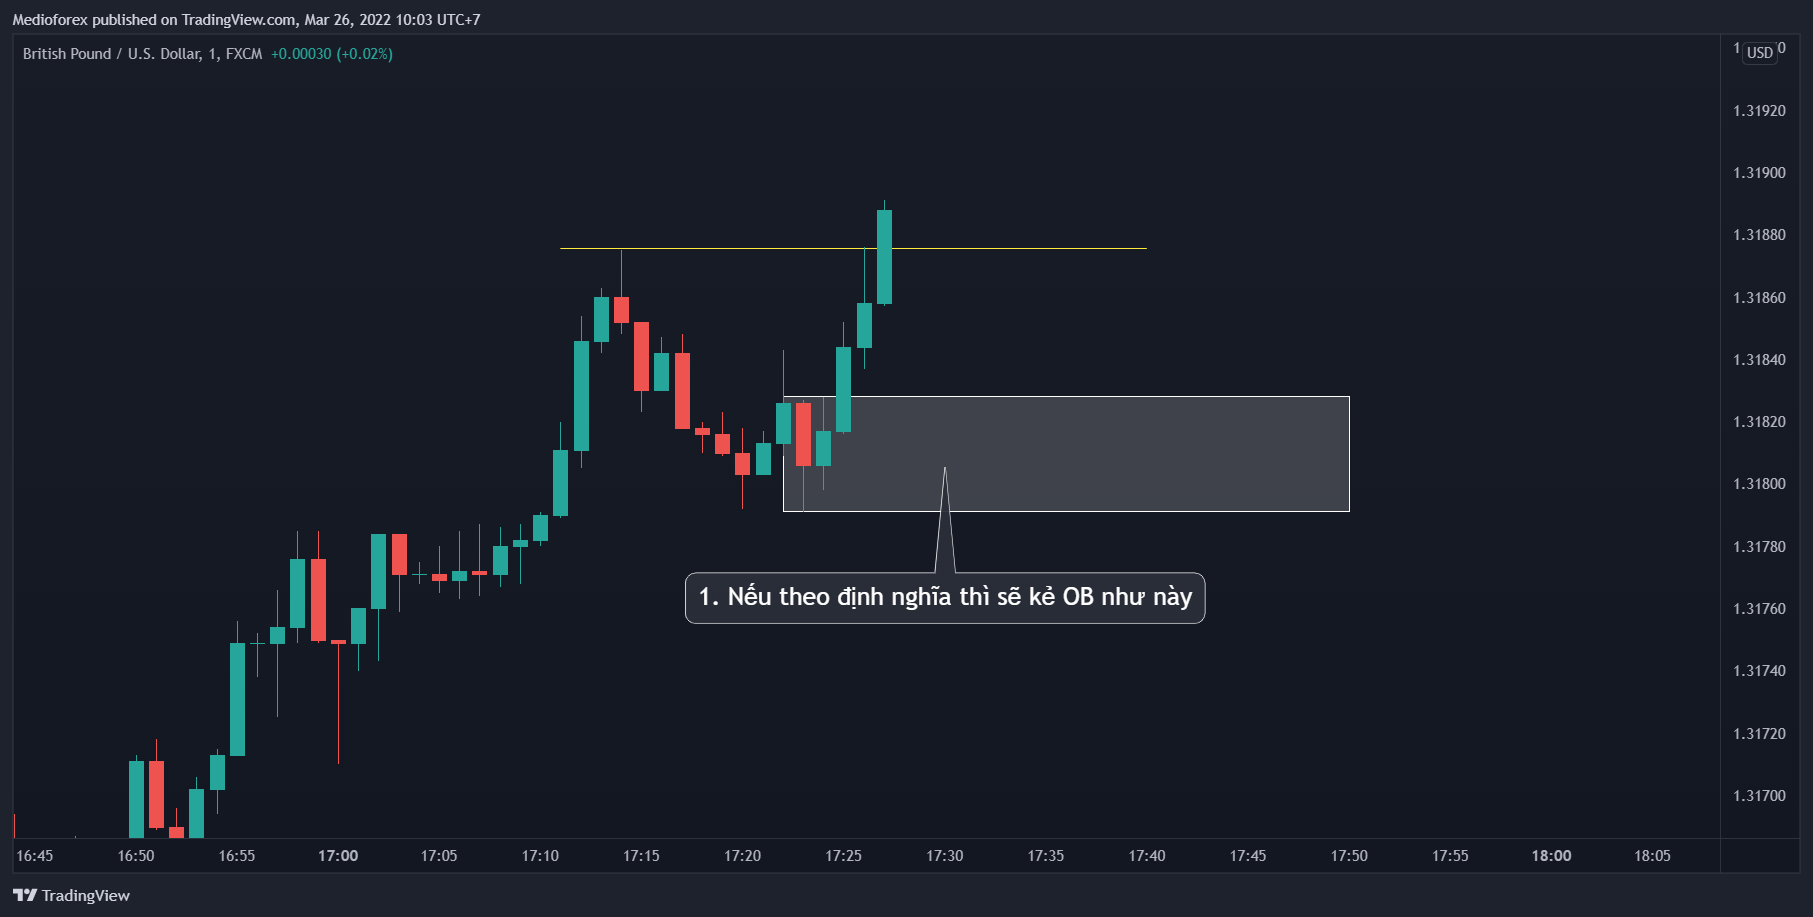 Medioforex published on TradingView.com, Mar 26, 2022 10:03 UTC+7
British Pound / U.S. Dollar, 1, FXCM +0.00030 (+0.02%)
USD
1.31920
1.31900
1.31880
1.31860
1.31840
1.31820
1.31800
1.31780
1.31760
1.31740
1.31720
1.31700
1. Nếu theo định nghĩa thì sẽ kẻ OB như này
16:45 16:50 16:55 17:00 17:05 17:10 17:15 17:20 17:25 17:30 17:35 17:40 17:45 17:50 17:55 18:00 18:05
TradingView